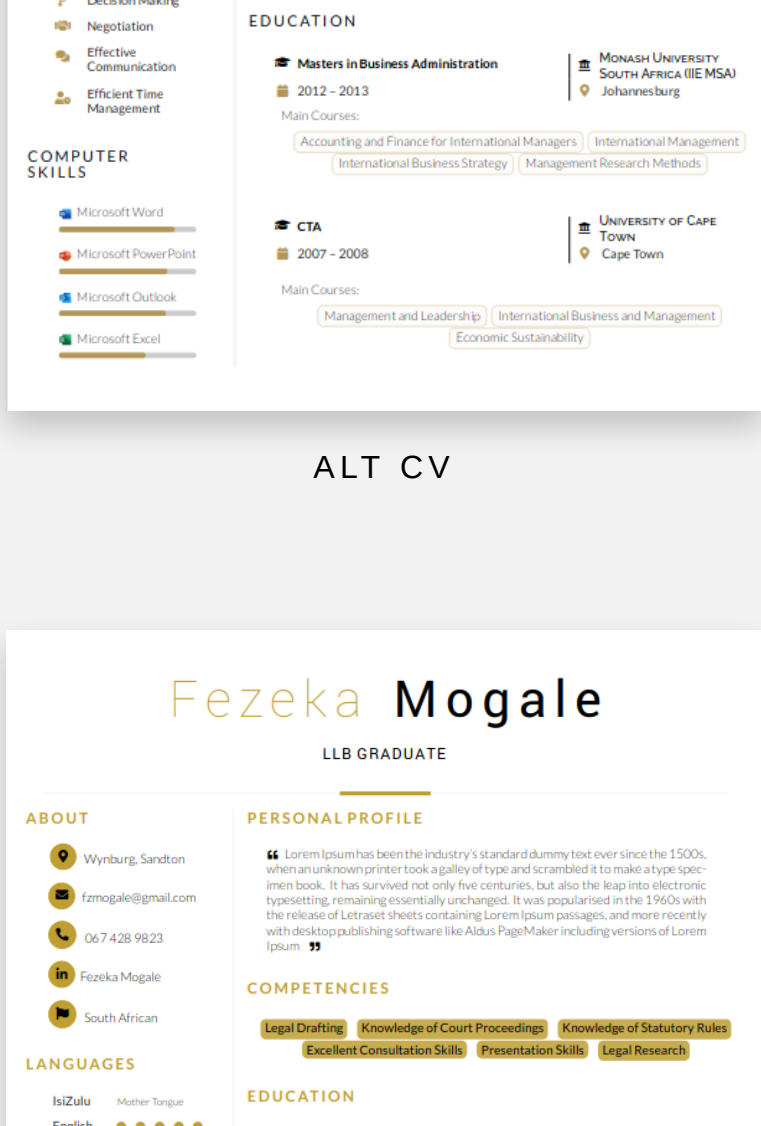 Decision Making
Negotiation
Effective
Communication
Efficient Time
Management
COMPUTER
SKILLS
Microsoft Word
Microsoft PowerPoint
Microsoft Outlook
Microsoft Excel
EDUCATION
Masters in Business Administration
2012 – 2013
MONASH UNIVERSITY
SOUTH AFRICA (IIE MSA)
Johannesburg
Main Courses:
Accounting and Finance for International Managers International Management
International Business Strategy Management Research Methods
CTA
2007 – 2008
UNIVERSITY OF CAPE
TOWN
Cape Town
Main Courses:
Management and Leadership International Business and Management
Economic Sustainability
ALT CV
Fezeka Mogale
LLB GRADUATE
ABOUT
Wynburg, Sandton
fzmogale@gmail.com
067 428 9823
in Fezeka Mogale
South African
LANGUAGES
IsiZulu Mother Tongue
English
PERSONAL PROFILE
❝ Lorem Ipsum has been the industry's standard dummy text ever since the 1500s,
when an unknown printer took a galley of type and scrambled it to make a type spec-
imen book. It has survived not only five centuries, but also the leap into electronic
typesetting, remaining essentially unchanged. It was popularised in the 1960s with
the release of Letraset sheets containing Lorem Ipsum passages, and more recently
with desktop publishing software like Aldus PageMaker including versions of Lorem
Ipsum ❞
COMPETENCIES
Legal Drafting Knowledge of Court Proceedings Knowledge of Statutory Rules
Excellent Consultation Skills Presentation Skills Legal Research
EDUCATION